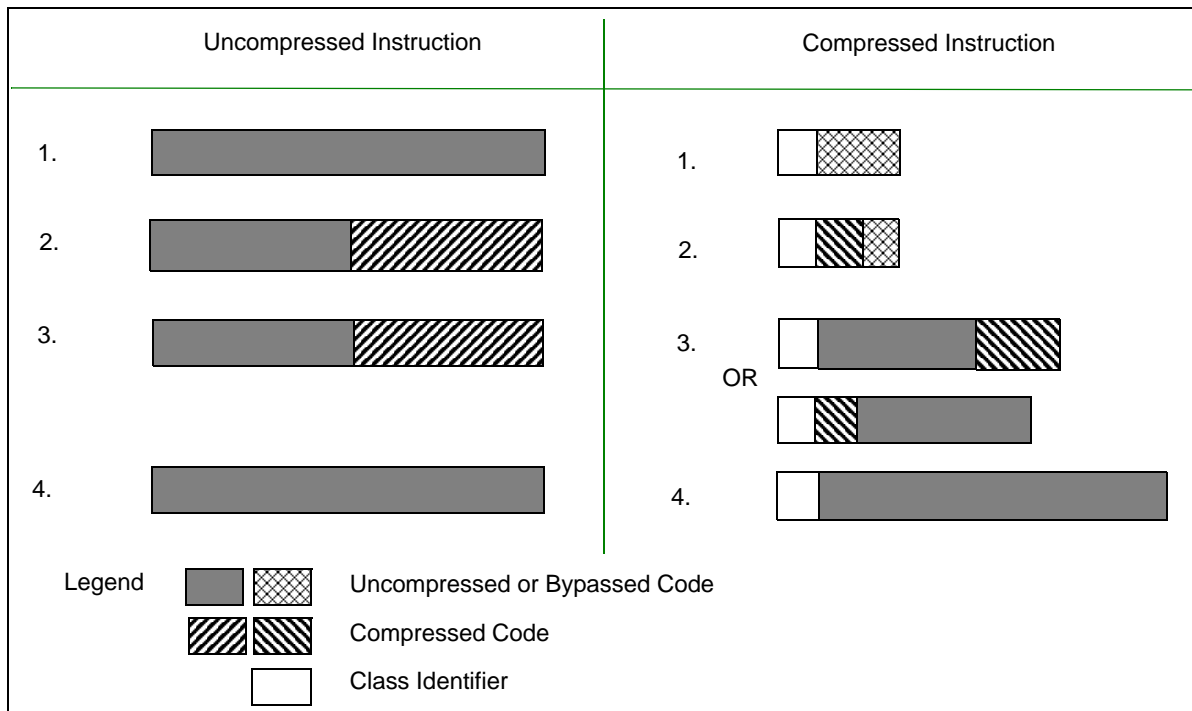 Uncompressed Instruction
Compressed Instruction
1.
1.
2.
2.
3.
3.
OR
4.
4.
Legend
Uncompressed or Bypassed Code
Compressed Code
Class Identifier